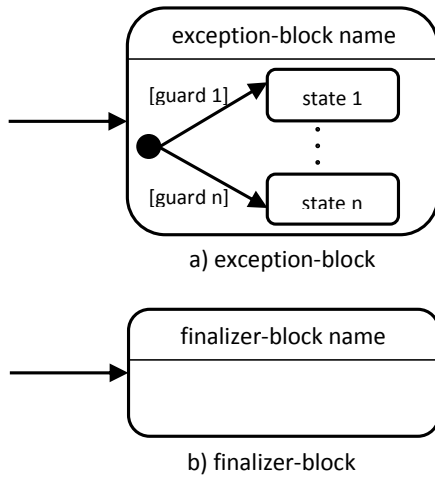 exception-block name
[guard 1]
state 1
[guard n]
state n
a) exception-block
finalizer-block name
b) finalizer-block